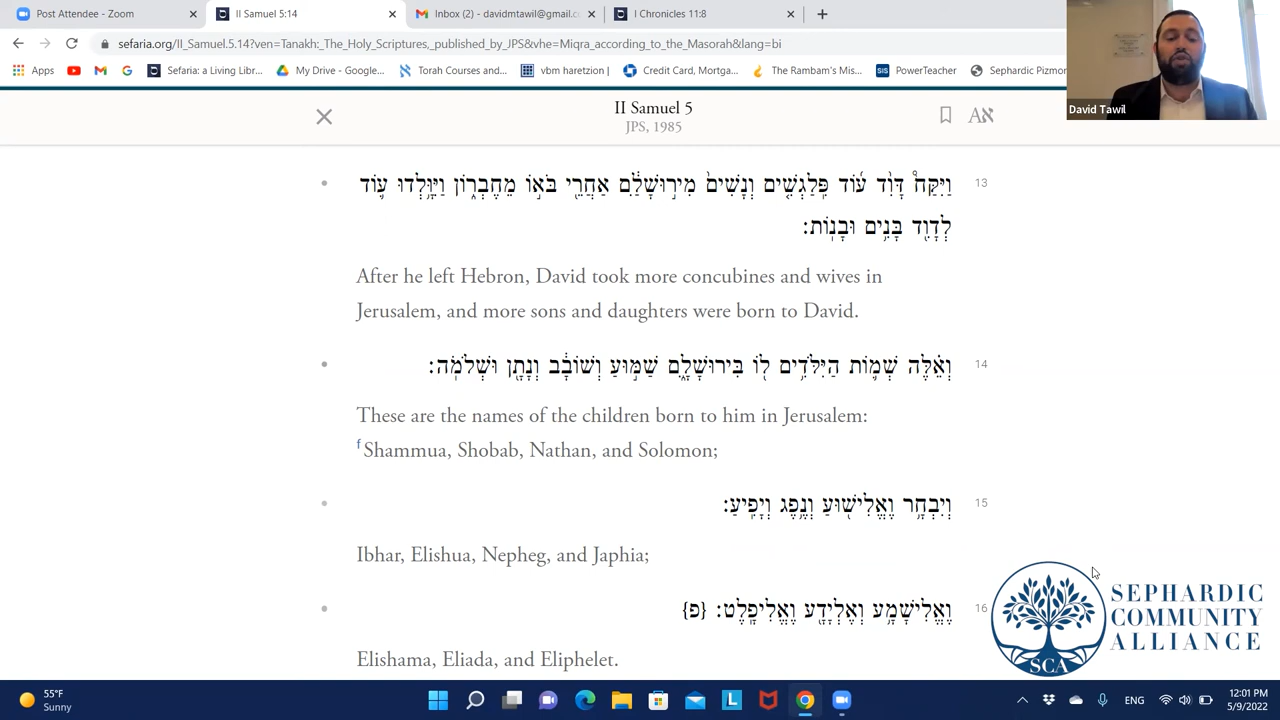 Post Attendee - Zoom
II Samuel 5:14
Inbox (2) - davidmtawil@gmail.c
I Chronicles 11:8
sefaria.org/II_Samuel.5.14?ven=Tanakh:_The_Holy_Scriptures,_published_by_JPS&vhe=Miqra_according_to_the_Masorah&lang=bi
Apps
Sefaria: a Living Libr...
My Drive - Google...
Torah Courses and...
vbm haretzion
Credit Card, Mortga...
The Rambam's Mis...
SIS
PowerTeacher
Sephardic Pizmon
David Tawil
II Samuel 5
JPS, 1985
Aא
13
וַיִּקַּח֩ דָּוִ֨ד ע֜וֹד פִּֽלַגְשִׁ֤ים וְנָשִׁים֙ מִיר֣וּשָׁלַ֔͏ִם אַחֲרֵ֖י בֹּא֣וֹ מֵחֶבְר֑וֹן וַיִּוָּ֥לְדוּ ע֛וֹד
לְדָוִ֖ד בָּנִ֥ים וּבָנֽוֹת׃
After he left Hebron, David took more concubines and wives in
Jerusalem, and more sons and daughters were born to David.
14
וְאֵ֗לֶּה שְׁמ֛וֹת הַיִּלֹּדִ֥ים ל֖וֹ בִּירוּשָׁלָ֑͏ִם שַׁמּ֣וּעַ וְשׁוֹבָ֔ב וְנָתָ֖ן וּשְׁלֹמֹֽה׃
These are the names of the children born to him in Jerusalem:
f Shammua, Shobab, Nathan, and Solomon;
15
וְיִבְחָ֥ר וֶאֱלִישׁ֖וּעַ וְנֶ֥פֶג וְיָפִֽיעַ׃
Ibhar, Elishua, Nepheg, and Japhia;
16
וֶאֱלִישָׁמָ֥ע וְאֶלְיָדָ֖ע וֶאֱלִיפָֽלֶט׃ {פ}
Elishama, Eliada, and Eliphelet.
SEPHARDIC
COMMUNITY
ALLIANCE
SCA
55°F
Sunny
L
ENG
12:01 PM
5/9/2022